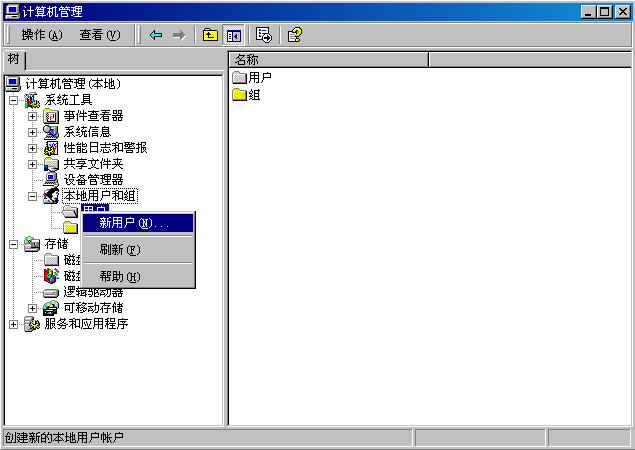 计算机管理
操作(A) 查看(V)
树
名称
计算机管理(本地)
系统工具
事件查看器
系统信息
性能日志和警报
共享文件夹
设备管理器
本地用户和组
用户
新用户(N)...
刷新(F)
帮助(H)
存储
磁
磁
逻辑驱动器
可移动存储
服务和应用程序
用户
组
创建新的本地用户帐户